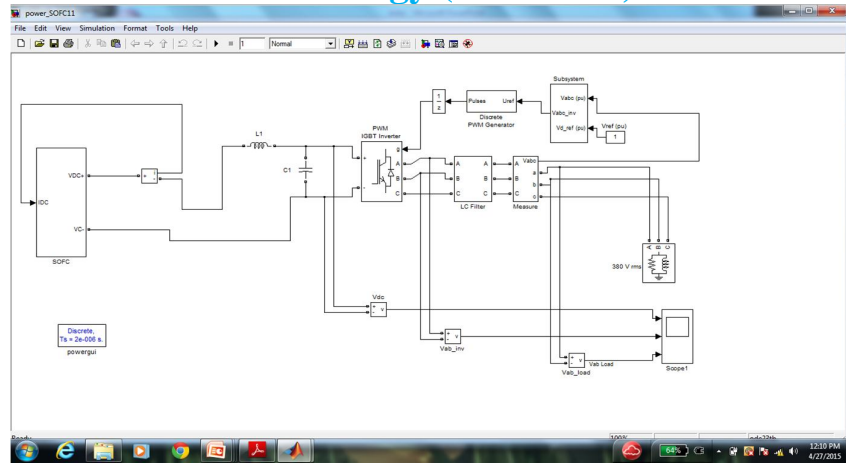 power_SOFC11
File Edit View Simulation Format Tools Help
1
Normal
Subsystem
Vabc (pu)
Vabc_inv
Vd_ref (pu)
Vref (pu)
1
1
z
Pulses Uref
Discrete
PWM Generator
PWM
IGBT Inverter
g
+
A
B
-
C
L1
C1
A A
B B
C C
LC Filter
Vabc
A
a
B
b
C
c
Measure
VDC+
IDC
VC-
SOFC
+ i
-
A B C
380 V rms
Vdc
+ v
-
+ v
-
Vab_inv
+ v
-
Vab Load
Vab_load
Scope1
Discrete,
Ts = 2e-006 s.
powergui
Ready
100%
64%
12:10 PM
4/27/2015